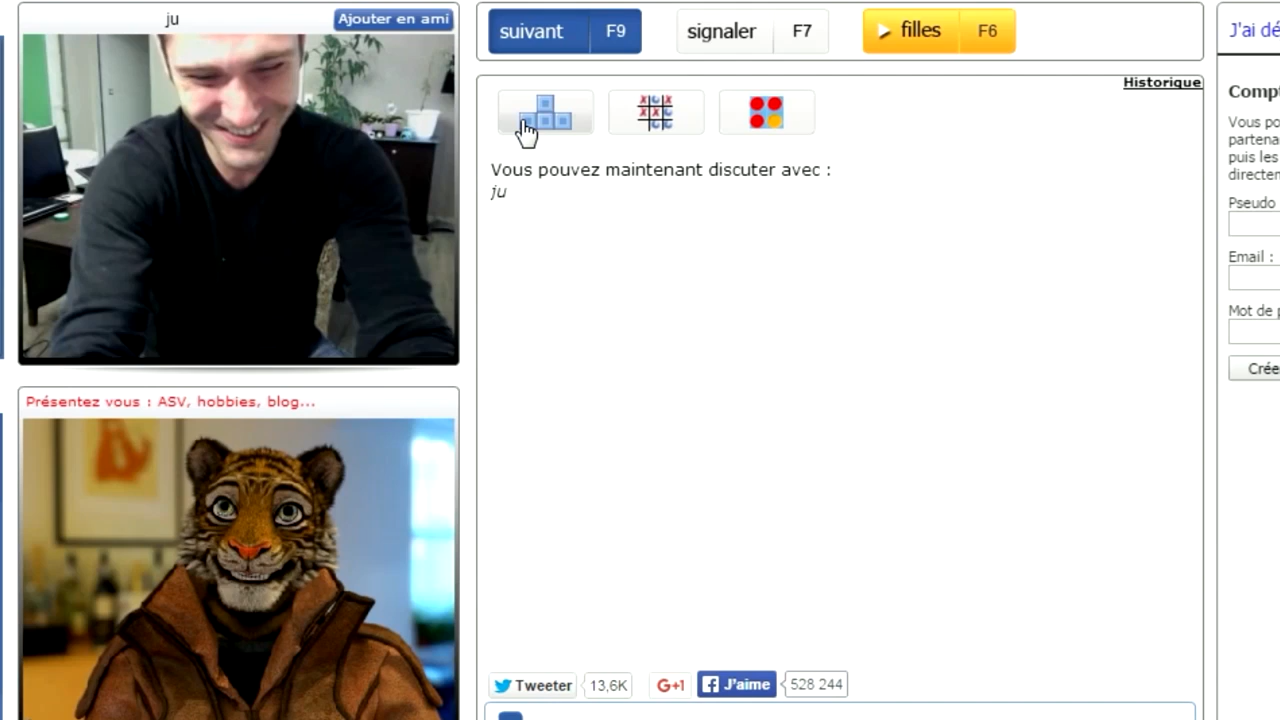 ju
Ajouter en ami
suivant F9
signaler F7
filles F6
J'ai dé
Historique
Vous pouvez maintenant discuter avec :
ju
Présentez vous : ASV, hobbies, blog...
Tweeter 13,6K G+1 J'aime 528 244
Comp
Vous po
partena
puis les
directem
Pseudo
Email :
Mot de p
Crée